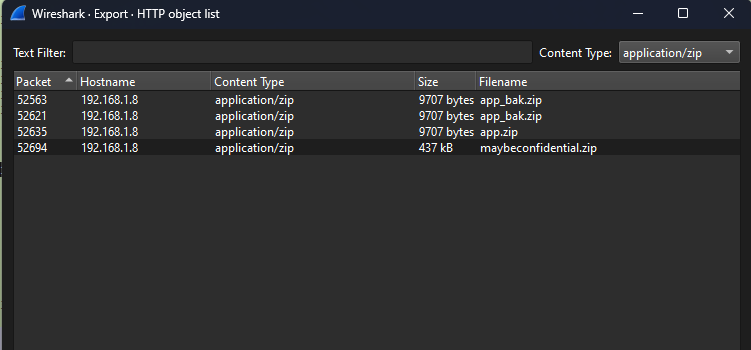 Wireshark · Export · HTTP object list
Text Filter: Content Type: application/zip
Packet Hostname Content Type Size Filename
52563 192.168.1.8 application/zip 9707 bytes app_bak.zip
52621 192.168.1.8 application/zip 9707 bytes app_bak.zip
52635 192.168.1.8 application/zip 9707 bytes app.zip
52694 192.168.1.8 application/zip 437 kB maybeconfidential.zip